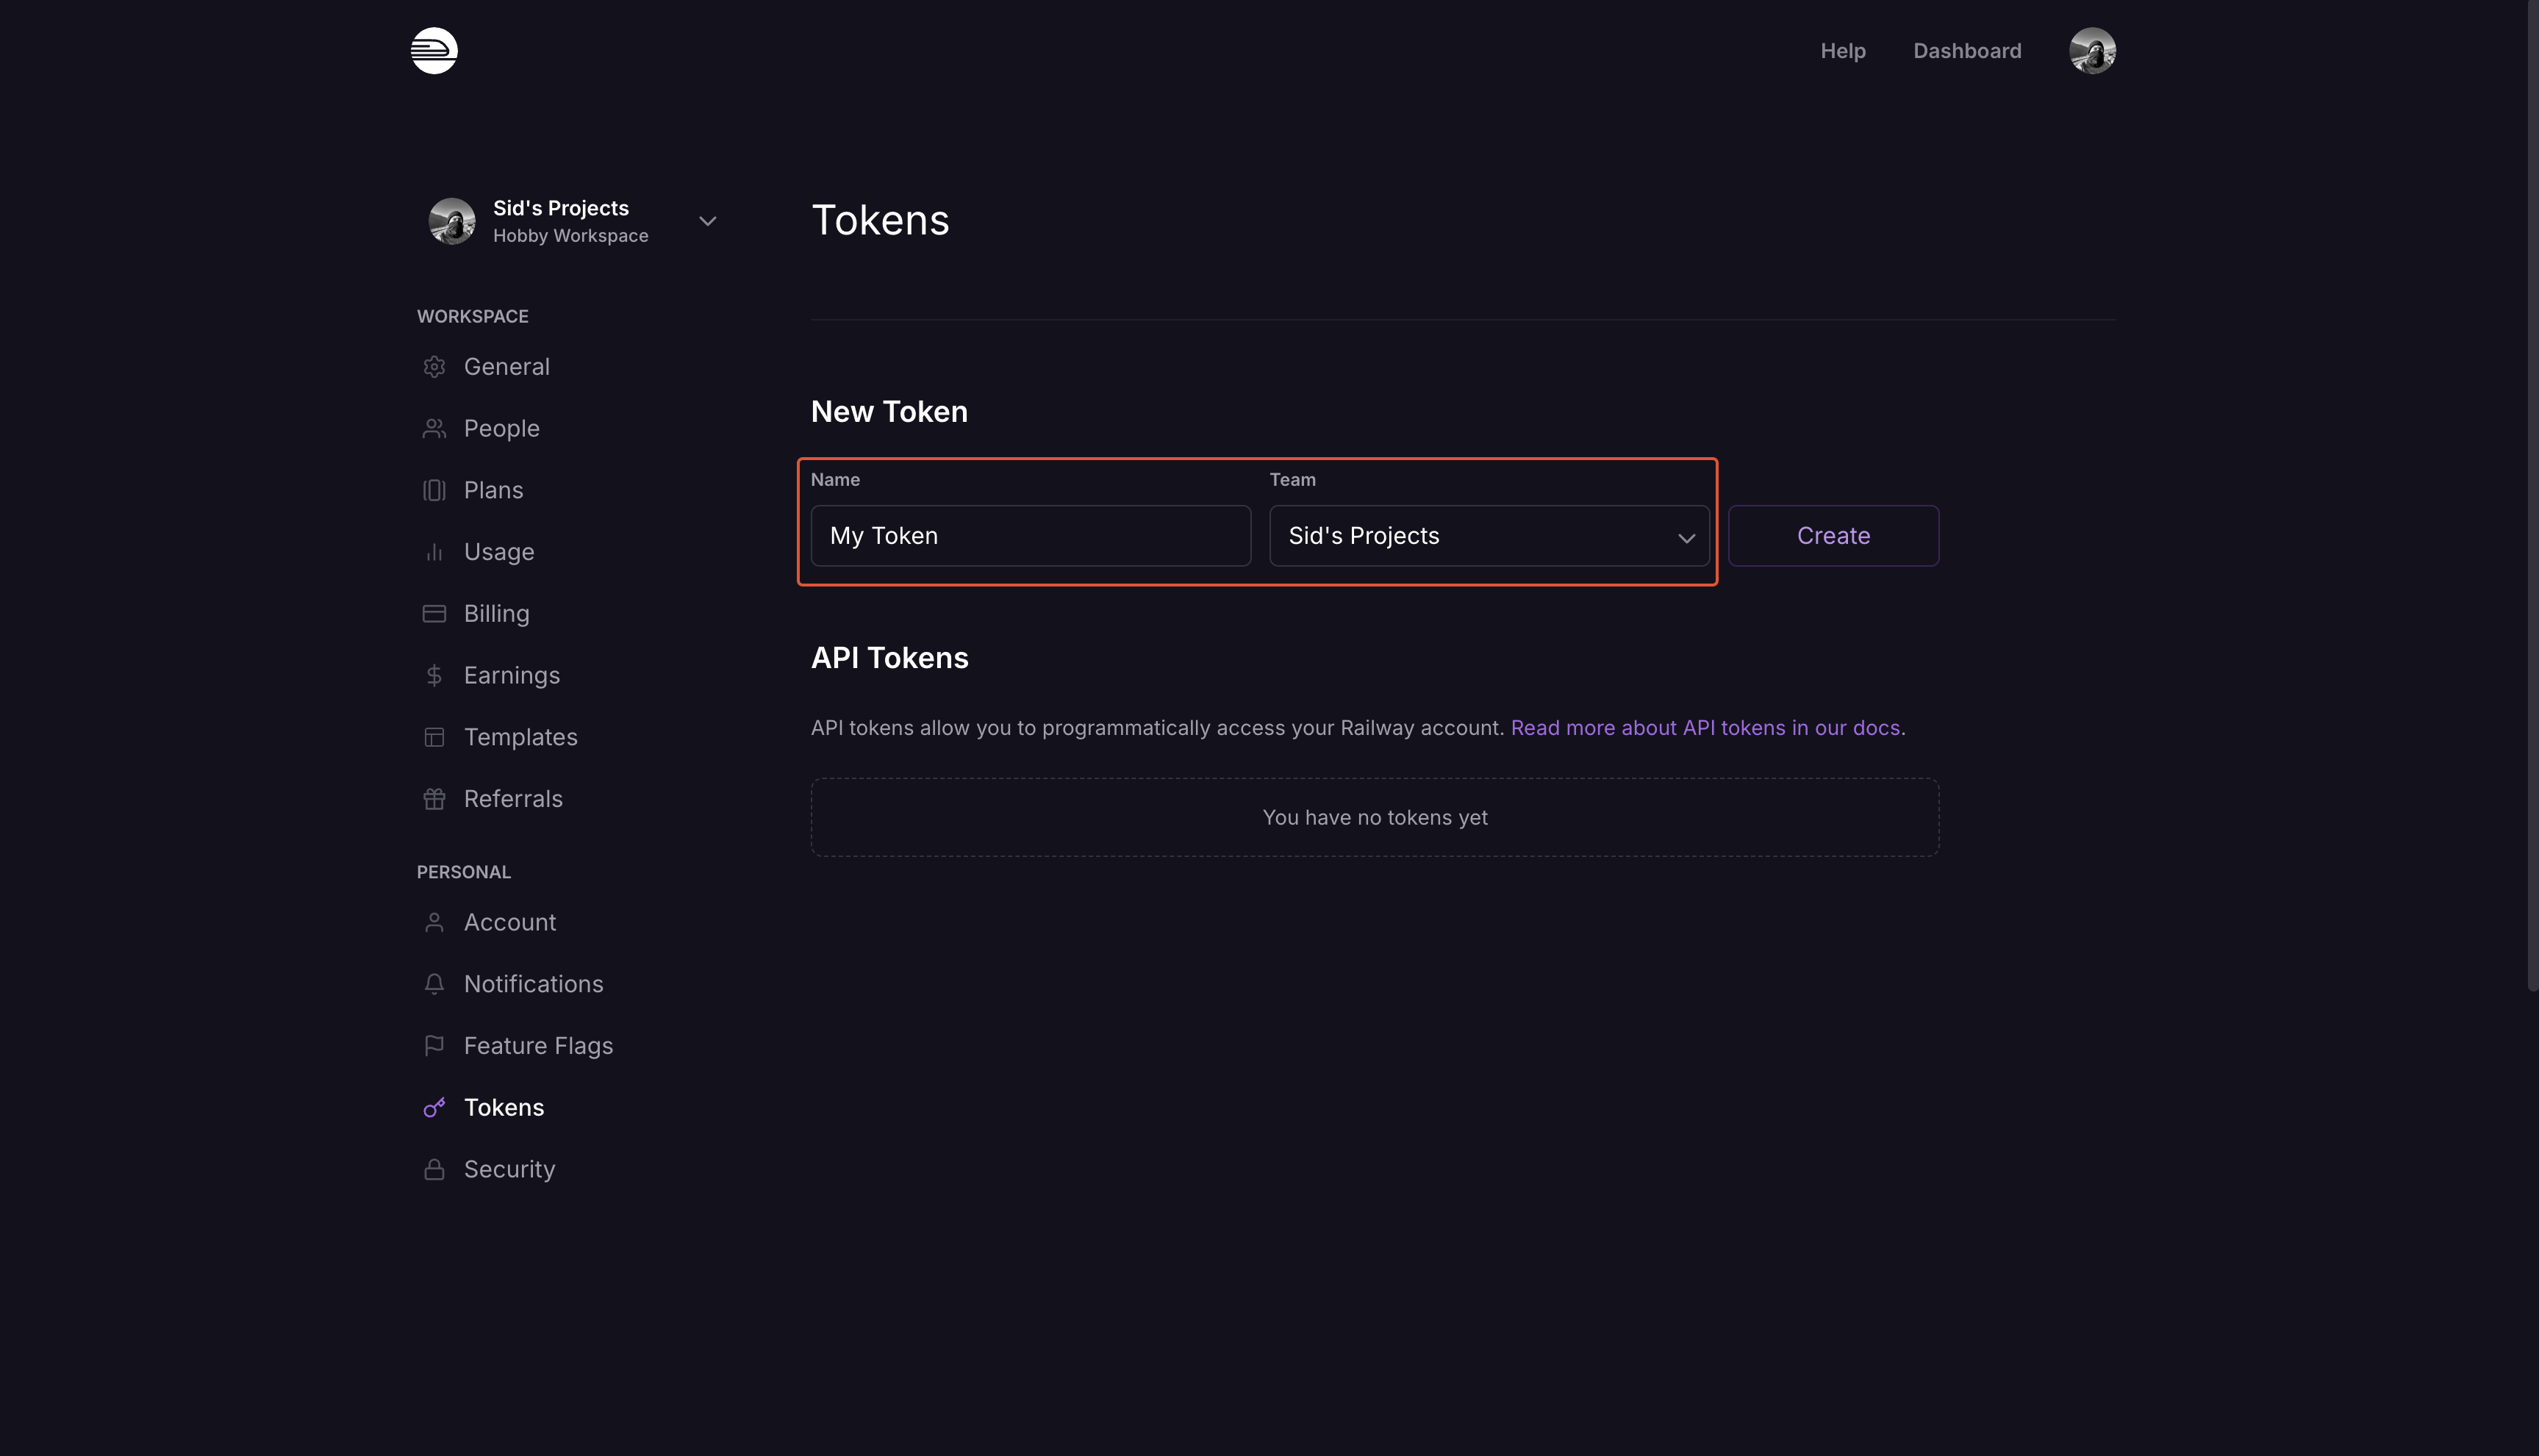 Help
Dashboard
Sid's Projects
Hobby Workspace
WORKSPACE
General
People
Plans
Usage
Billing
Earnings
Templates
Referrals
PERSONAL
Account
Notifications
Feature Flags
Tokens
Security
Tokens
New Token
Name
Team
My Token
Sid's Projects
Create
API Tokens
API tokens allow you to programmatically access your Railway account. Read more about API tokens in our docs.
You have no tokens yet